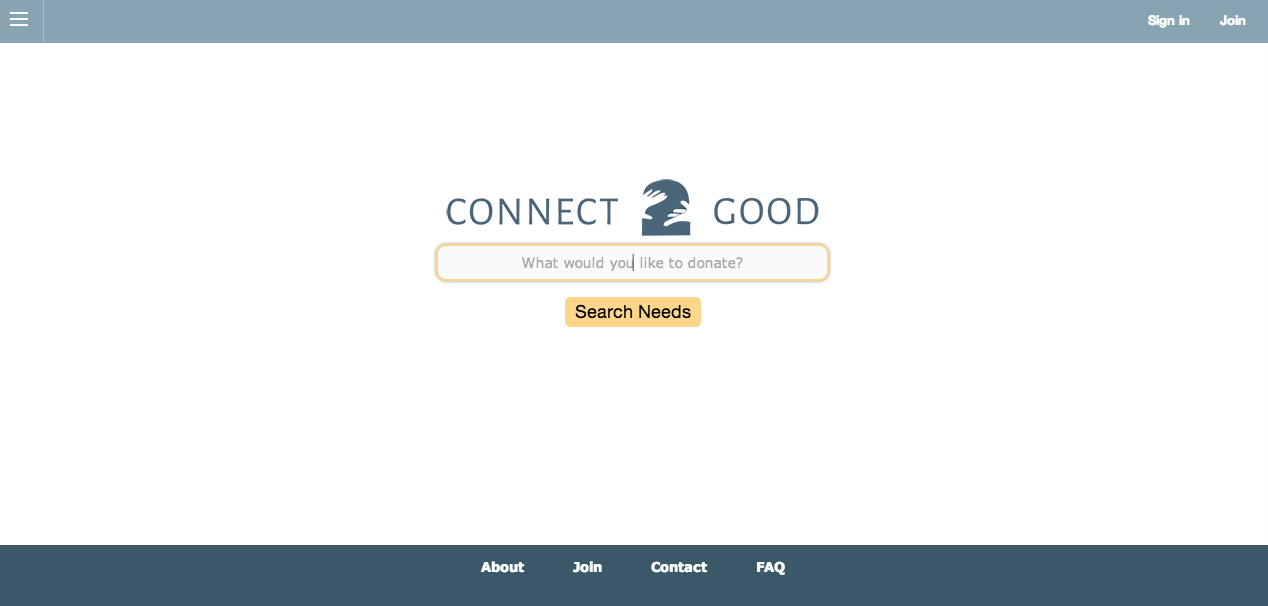 Sign in Join
CONNECT 2 GOOD
What would you like to donate?
Search Needs
About Join Contact FAQ